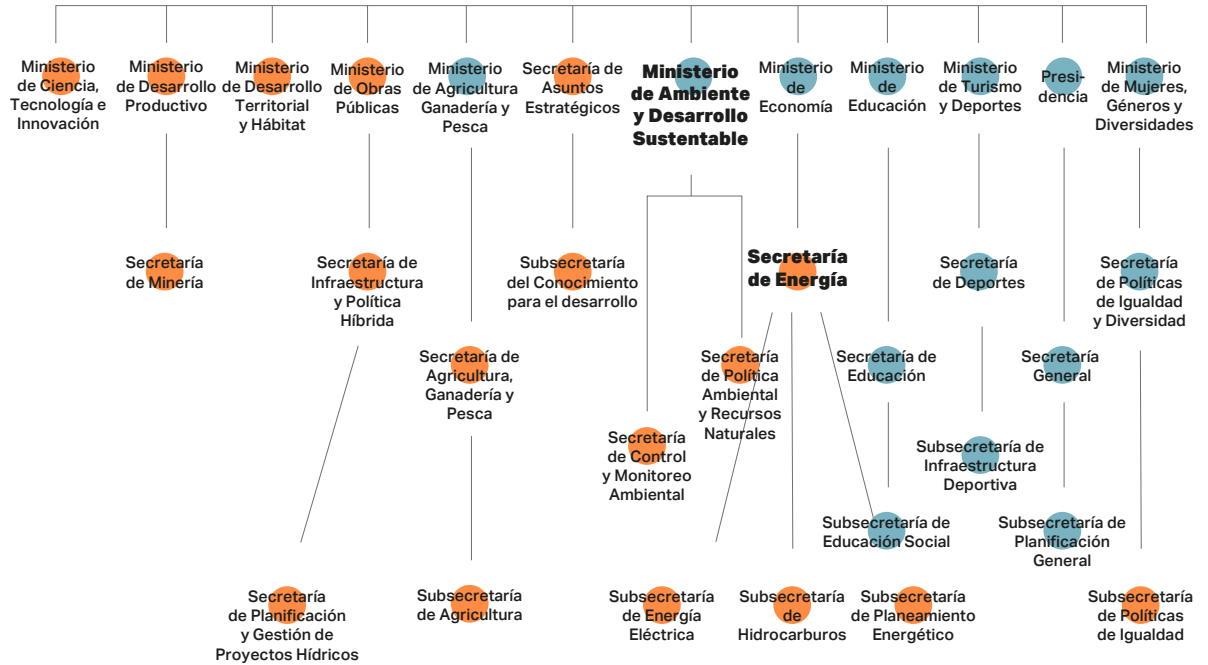 Ministerio
de Ciencia,
Tecnología e
Innovación
Ministerio
de Desarrollo
Productivo
Ministerio
de Desarrollo
Territorial
y Hábitat
Ministerio
de Obras
Públicas
Ministerio
de Agricultura
Ganadería y
Pesca
Secretaría de
Asuntos
Estratégicos
Ministerio
de Ambiente
y Desarrollo
Sustentable
Ministerio
de
Economía
Ministerio
de
Educación
Ministerio
de Turismo
y Deportes
Presi-
dencia
Ministerio
de Mujeres,
Géneros y
Diversidades
Secretaría
de Minería
Secretaría de
Infraestructura
y Política
Híbrida
Subsecretaría
del Conocimiento
para el desarrollo
Secretaría
de Energía
Secretaría
de Deportes
Secretaría
de Políticas
de Igualdad
y Diversidad
Secretaría de
Agricultura,
Ganadería y
Pesca
Secretaría
de Política
Ambiental
y Recursos
Naturales
Secretaría de
Educación
Secretaría
General
Secretaría
de Control
y Monitoreo
Ambiental
Subsecretaría de
Infraestructura
Deportiva
Subsecretaría de
Educación Social
Subsecretaría de
Planificación
General
Secretaría
de Planificación
y Gestión de
Proyectos Hídricos
Subsecretaría
de Agricultura
Subsecretaría
de Energía
Eléctrica
Subsecretaría
de
Hidrocarburos
Subsecretaría
de Planeamiento
Energético
Subsecretaría
de Políticas
de Igualdad